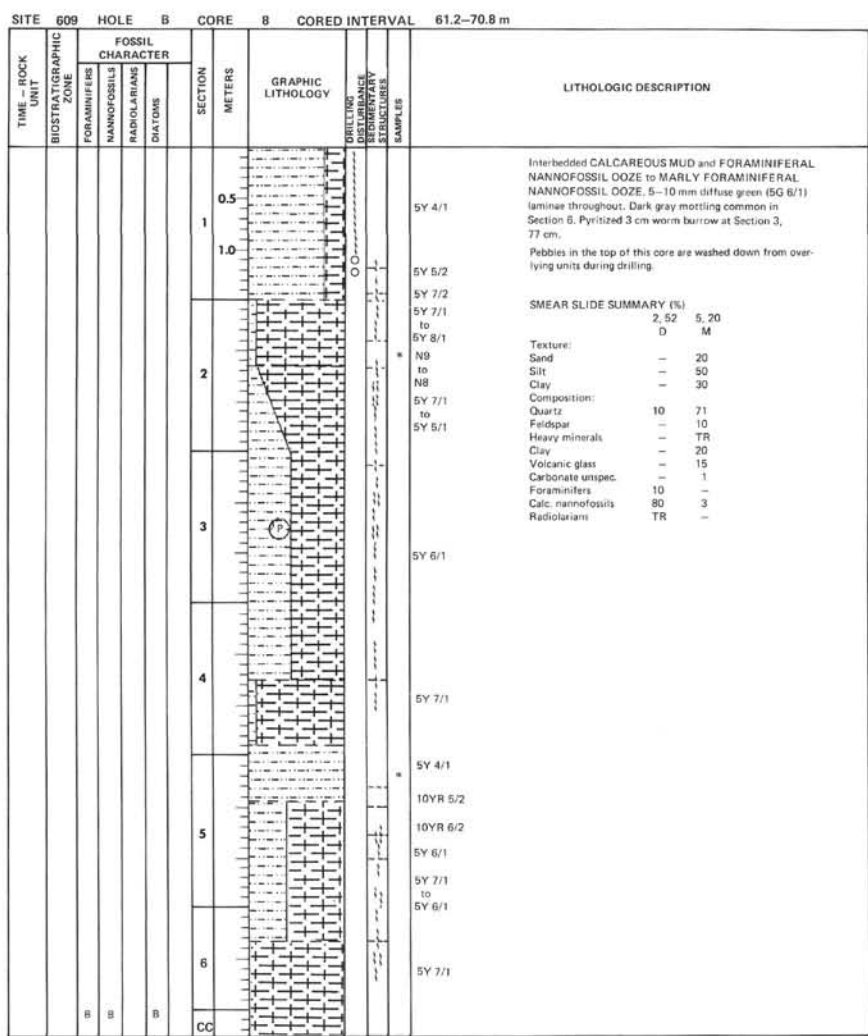 SITE 609 HOLE B CORE 8 CORED INTERVAL 61.2–70.8 m
TIME – ROCK UNIT
BIOSTRATIGRAPHIC ZONE
FOSSIL CHARACTER
FORAMINIFERS
NANNOFOSSILS
RADIOLARIANS
DIATOMS
SECTION
METERS
GRAPHIC LITHOLOGY
DRILLING DISTURBANCE
SEDIMENTARY STRUCTURES
SAMPLES
LITHOLOGIC DESCRIPTION
1
0.5
1.0
2
3
P
4
5
6
CC
B B B
5Y 4/1
5Y 5/2
5Y 7/2
5Y 7/1
to
5Y 8/1
* N9
to
N8
5Y 7/1
to
5Y 5/1
5Y 6/1
5Y 7/1
5Y 4/1
*
10YR 5/2
10YR 6/2
5Y 6/1
5Y 7/1
to
5Y 6/1
5Y 7/1
Interbedded CALCAREOUS MUD and FORAMINIFERAL
NANNOFOSSIL OOZE to MARLY FORAMINIFERAL
NANNOFOSSIL OOZE, 5–10 mm diffuse green (5G 6/1)
laminae throughout. Dark gray mottling common in
Section 6. Pyritized 3 cm worm burrow at Section 3,
77 cm.
Pebbles in the top of this core are washed down from over-
lying units during drilling.
SMEAR SLIDE SUMMARY (%)
2, 52 5, 20
D M
Texture:
Sand – 20
Silt – 50
Clay – 30
Composition:
Quartz 10 71
Feldspar – 10
Heavy minerals – TR
Clay – 20
Volcanic glass – 15
Carbonate unspec. – 1
Foraminifers 10 –
Calc. nannofossils 80 3
Radiolarians TR –